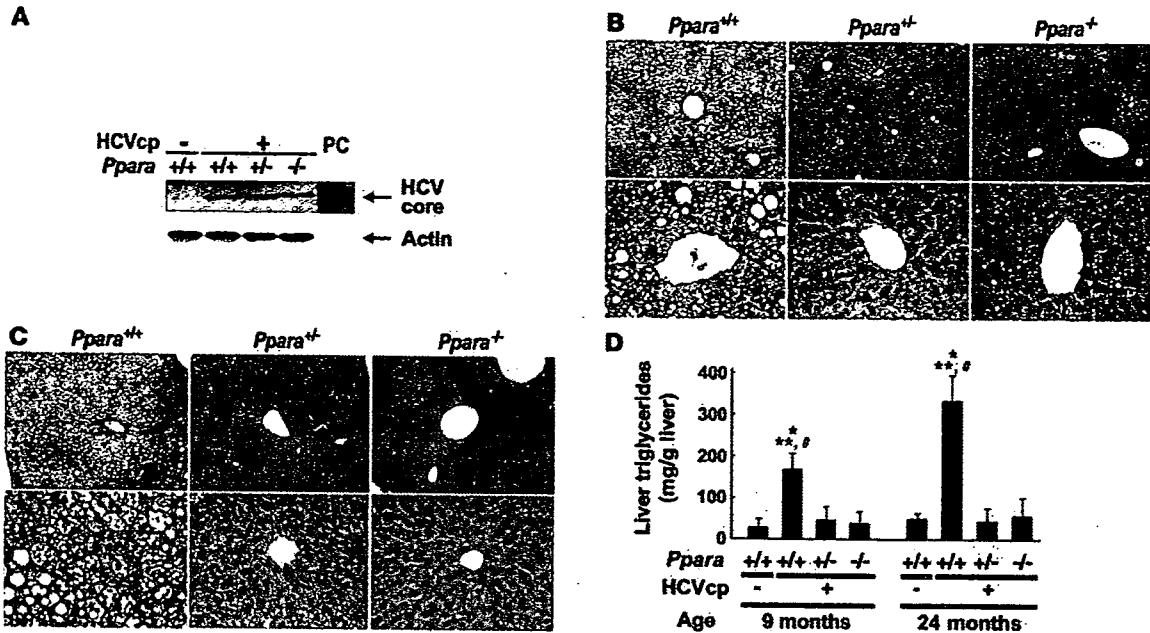 A
HCVcp - + PC
Ppara +/+ +/+ +/- -/-
HCV
core
Actin
B
Ppara+/+ Ppara+/- Ppara-/-
C
Ppara+/+ Ppara+/- Ppara-/-
D
Liver triglycerides
(mg/g liver)
400
300
200
100
0
*
**, #
*
**, #
Ppara +/+ +/+ +/- -/- +/+ +/+ +/- -/-
HCVcp - + - +
Age 9 months 24 months